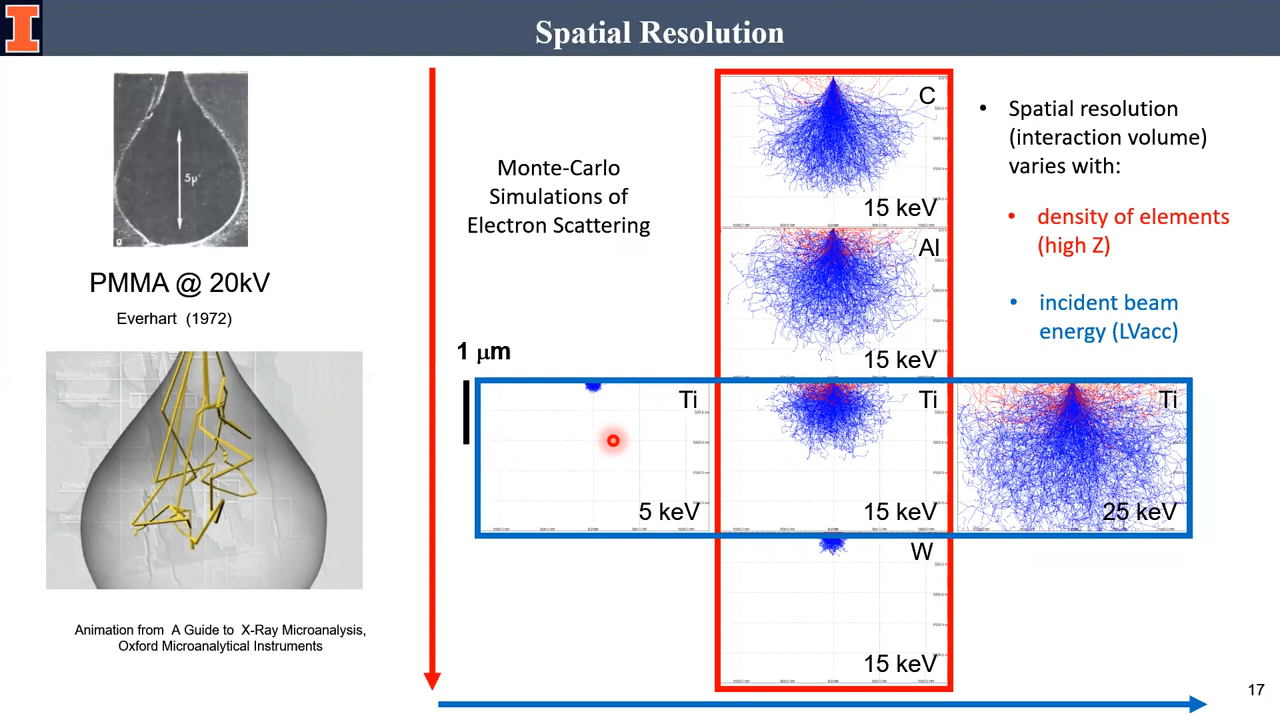 Spatial Resolution
5μ
PMMA @ 20kV
Everhart (1972)
Animation from A Guide to X-Ray Microanalysis,
Oxford Microanalytical Instruments
Monte-Carlo
Simulations of
Electron Scattering
1 μm
C
15 keV
Al
15 keV
Ti
5 keV
Ti
15 keV
Ti
25 keV
W
15 keV
• Spatial resolution
(interaction volume)
varies with:
• density of elements
(high Z)
• incident beam
energy (LVacc)
17